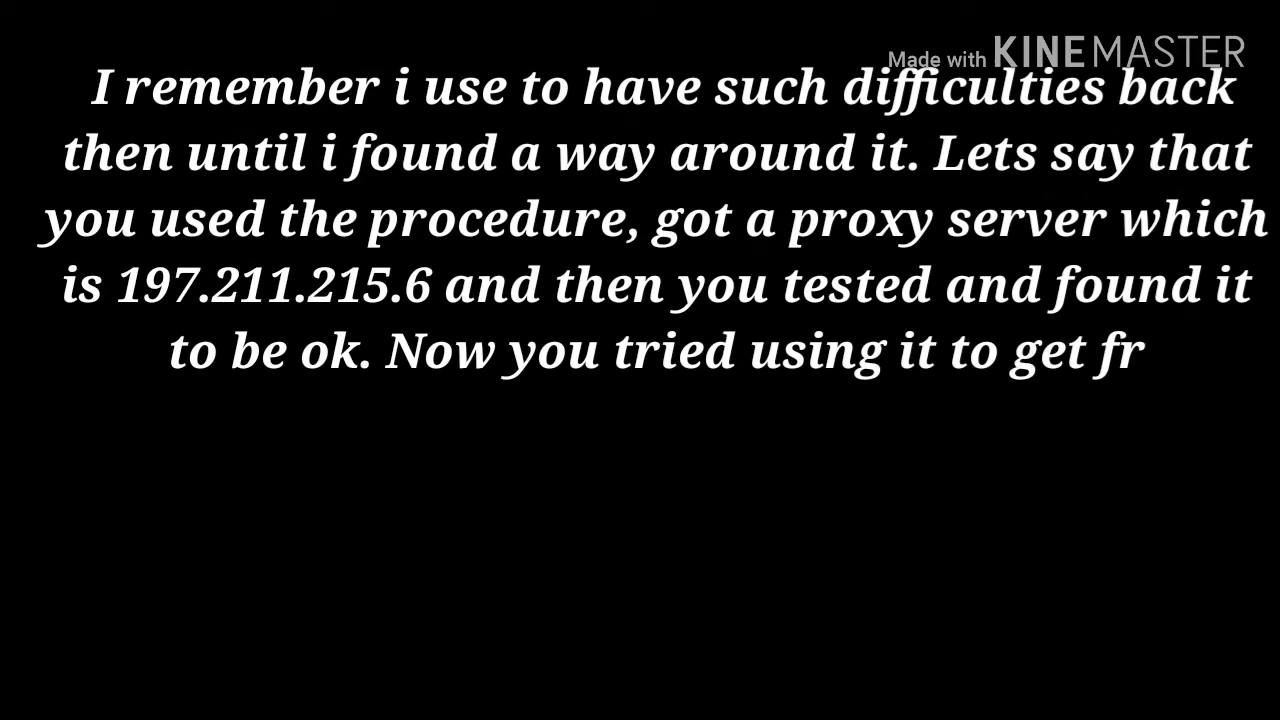 Made with KINEMASTER
I remember i use to have such difficulties back
then until i found a way around it. Lets say that
you used the procedure, got a proxy server which
is 197.211.215.6 and then you tested and found it
to be ok. Now you tried using it to get fr